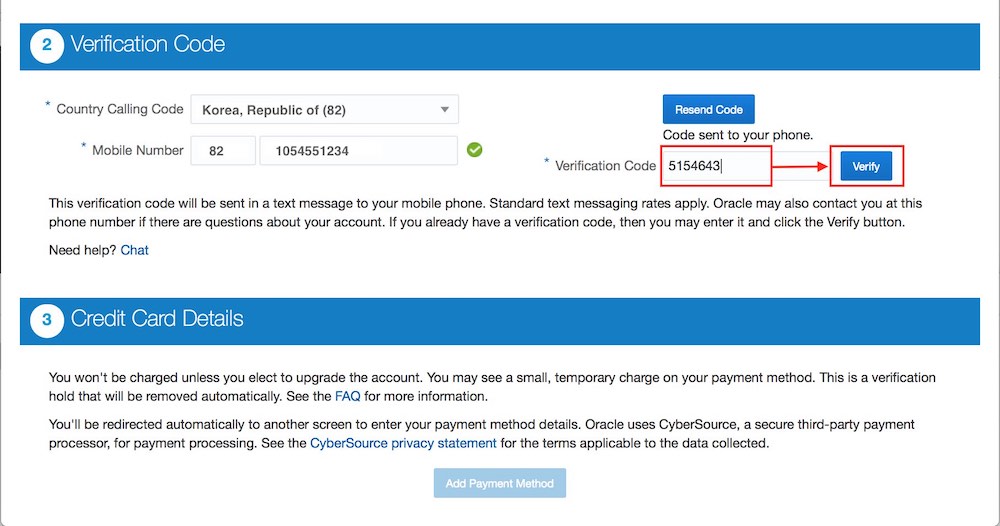 2 Verification Code
* Country Calling Code Korea, Republic of (82)
Resend Code
Code sent to your phone.
* Mobile Number 82 1054551234
* Verification Code 5154643 Verify
This verification code will be sent in a text message to your mobile phone. Standard text messaging rates apply. Oracle may also contact you at this
phone number if there are questions about your account. If you already have a verification code, then you may enter it and click the Verify button.
Need help? Chat
3 Credit Card Details
You won't be charged unless you elect to upgrade the account. You may see a small, temporary charge on your payment method. This is a verification
hold that will be removed automatically. See the FAQ for more information.
You'll be redirected automatically to another screen to enter your payment method details. Oracle uses CyberSource, a secure third-party payment
processor, for payment processing. See the CyberSource privacy statement for the terms applicable to the data collected.
Add Payment Method